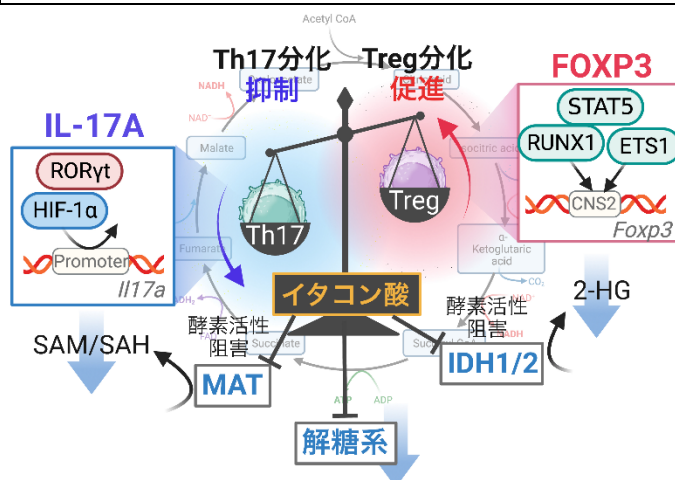 Acetyl CoA
Th17分化
抑制
Treg分化
促進
FOXP3
IL-17A
NADH
NAD⁺
Malate
Isocitric acid
STAT5
RUNX1
ETS1
CNS2
Foxp3
RORγt
HIF-1α
Promoter
Il17a
Th17
Treg
Fumarate
α-
Ketoglutaric
acid
CO₂
NAD⁺
NADH
イタコン酸
酵素活性
阻害
酵素活性
阻害
2-HG
SAM/SAH
Succinate
MAT
IDH1/2
ATP
ADP
解糖系